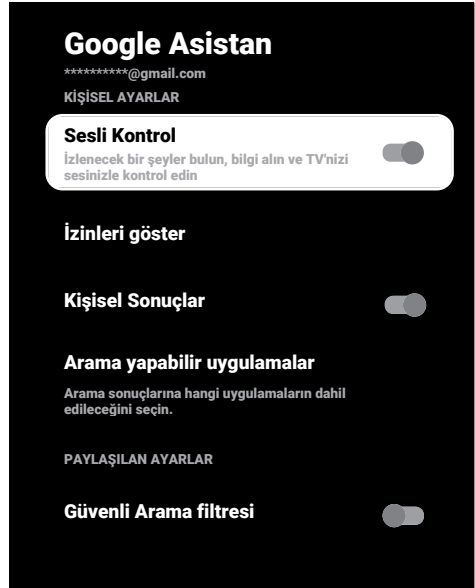 Google Asistan
**********@gmail.com
KİŞİSEL AYARLAR
Sesli Kontrol
İzlenecek bir şeyler bulun, bilgi alın ve TV'nizi
sesinizle kontrol edin
İzinleri göster
Kişisel Sonuçlar
Arama yapabilir uygulamalar
Arama sonuçlarına hangi uygulamaların dahil
edileceğini seçin.
PAYLAŞILAN AYARLAR
Güvenli Arama filtresi